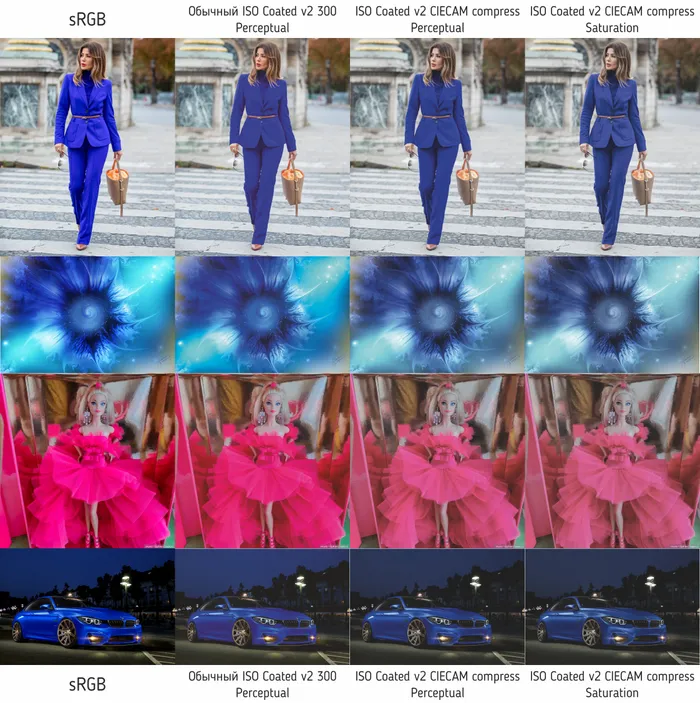 sRGB
Обычный ISO Coated v2 300
Perceptual
ISO Coated v2 CIECAM compress
Perceptual
ISO Coated v2 CIECAM compress
Saturation
sRGB
Обычный ISO Coated v2 300
Perceptual
ISO Coated v2 CIECAM compress
Perceptual
ISO Coated v2 CIECAM compress
Saturation